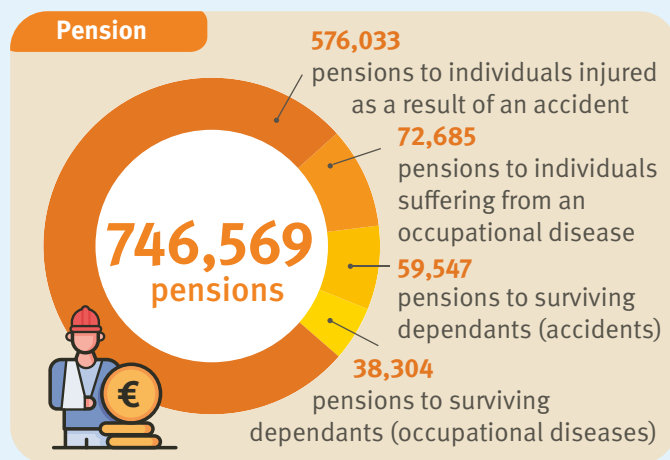 Pension
576,033
pensions to individuals injured
as a result of an accident
72,685
pensions to individuals
suffering from an
occupational disease
746,569
pensions
59,547
pensions to surviving
dependants (accidents)
38,304
pensions to surviving
dependants (occupational diseases)
€